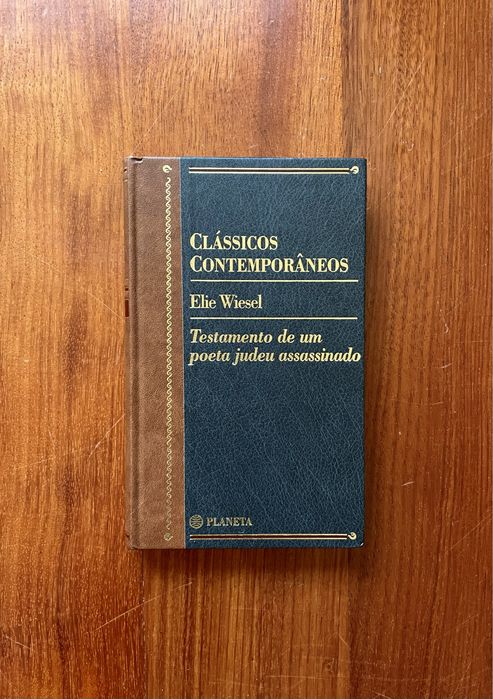 CLÁSSICOS
CONTEMPORÂNEOS
Elie Wiesel
Testamento de um
poeta judeu assassinado
PLANETA